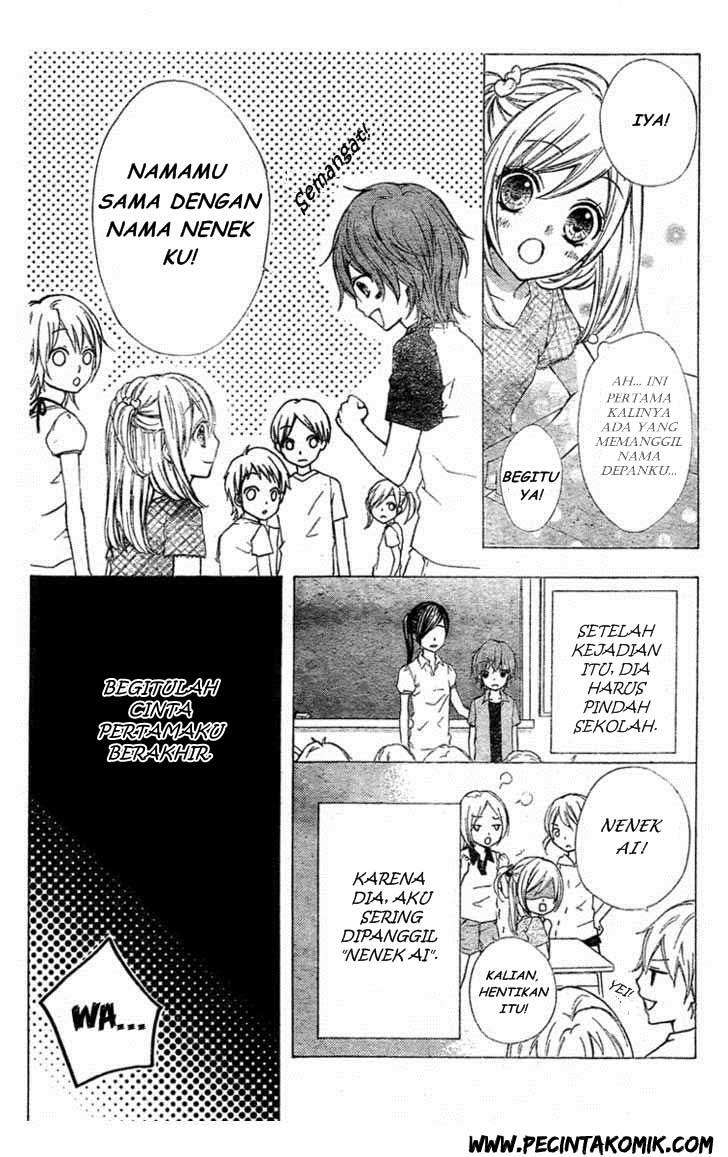 IYA!
AH... INI
PERTAMA
KALINYA
ADA YANG
MEMANGGIL
NAMA
DEPANKU...
BEGITU
YA!
Semangat!
NAMAMU
SAMA DENGAN
NAMA NENEK
KU!
SETELAH
KEJADIAN
ITU, DIA
HARUS
PINDAH
SEKOLAH.
NENEK
AI!
KARENA
DIA, AKU
SERING
DIPANGGIL
"NENEK AI".
KALIAN,
HENTIKAN
ITU!
YEI!
BEGITULAH
CINTA
PERTAMAKU
BERAKHIR.
WA...
WWW.PECINTAKOMIK.COM